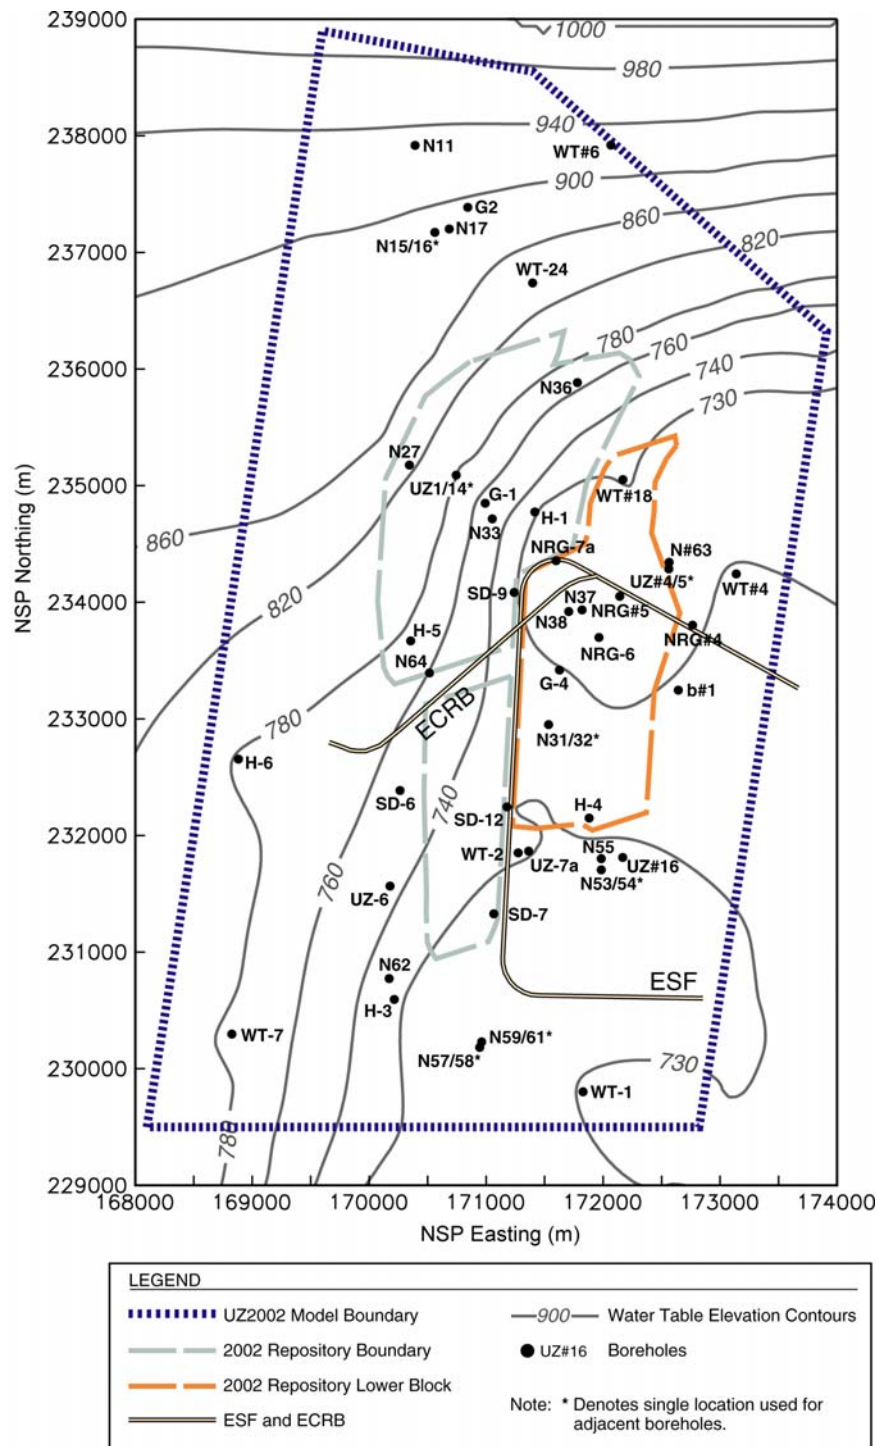 239000
1000
980
238000
940
N11
WT#6
900
G2
N17
N15/16*
860
237000
WT-24
820
780
236000
760
N36
740
730
N27
235000
UZ1/14*
G-1
WT#18
N33
H-1
860
NRG-7a
N#63
UZ#4/5*
WT#4
820
SD-9
N37
NRG#5
234000
N38
NRG#4
H-5
NRG-6
N64
G-4
b#1
ECRB
233000
780
N31/32*
H-6
SD-6
740
H-4
SD-12
232000
N55
WT-2
UZ-7a
UZ#16
760
N53/54*
UZ-6
SD-7
231000
N62
ESF
H-3
WT-7
N59/61*
N57/58*
230000
730
WT-1
780
229000
168000 169000 170000 171000 172000 173000 174000
NSP Northing (m)
NSP Easting (m)
LEGEND
UZ2002 Model Boundary
900 Water Table Elevation Contours
2002 Repository Boundary
UZ#16 Boreholes
2002 Repository Lower Block
ESF and ECRB
Note: * Denotes single location used for
adjacent boreholes.